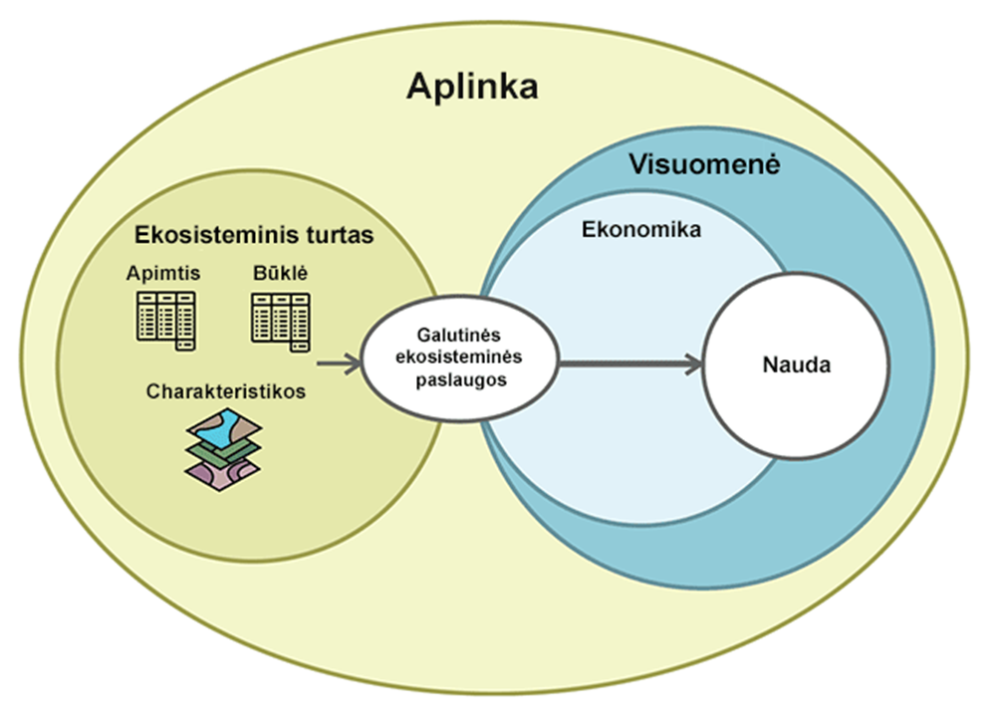 Aplinka
Visuomenė
Ekonomika
Ekosisteminis turtas
Apimtis
Būklė
Charakteristikos
Galutinės
ekosisteminės
paslaugos
Nauda